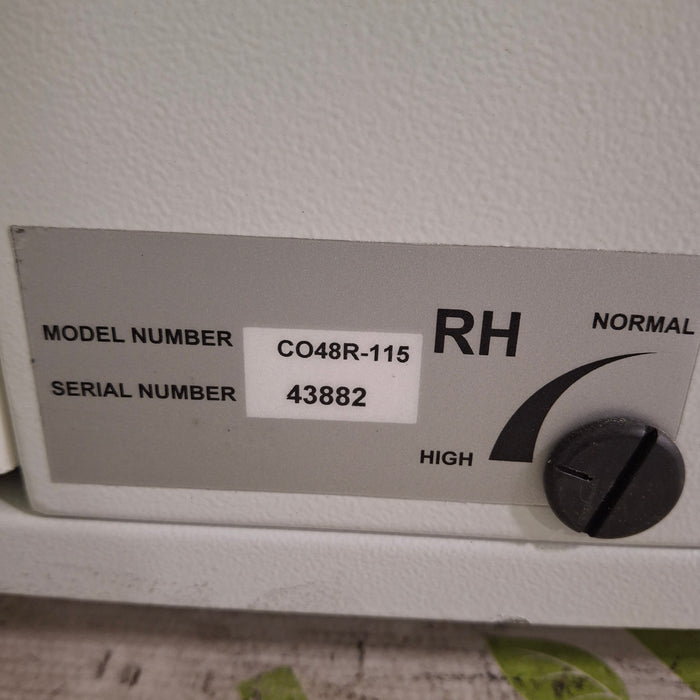 MODEL NUMBER CO48R-115
SERIAL NUMBER 43882
RH
NORMAL
HIGH